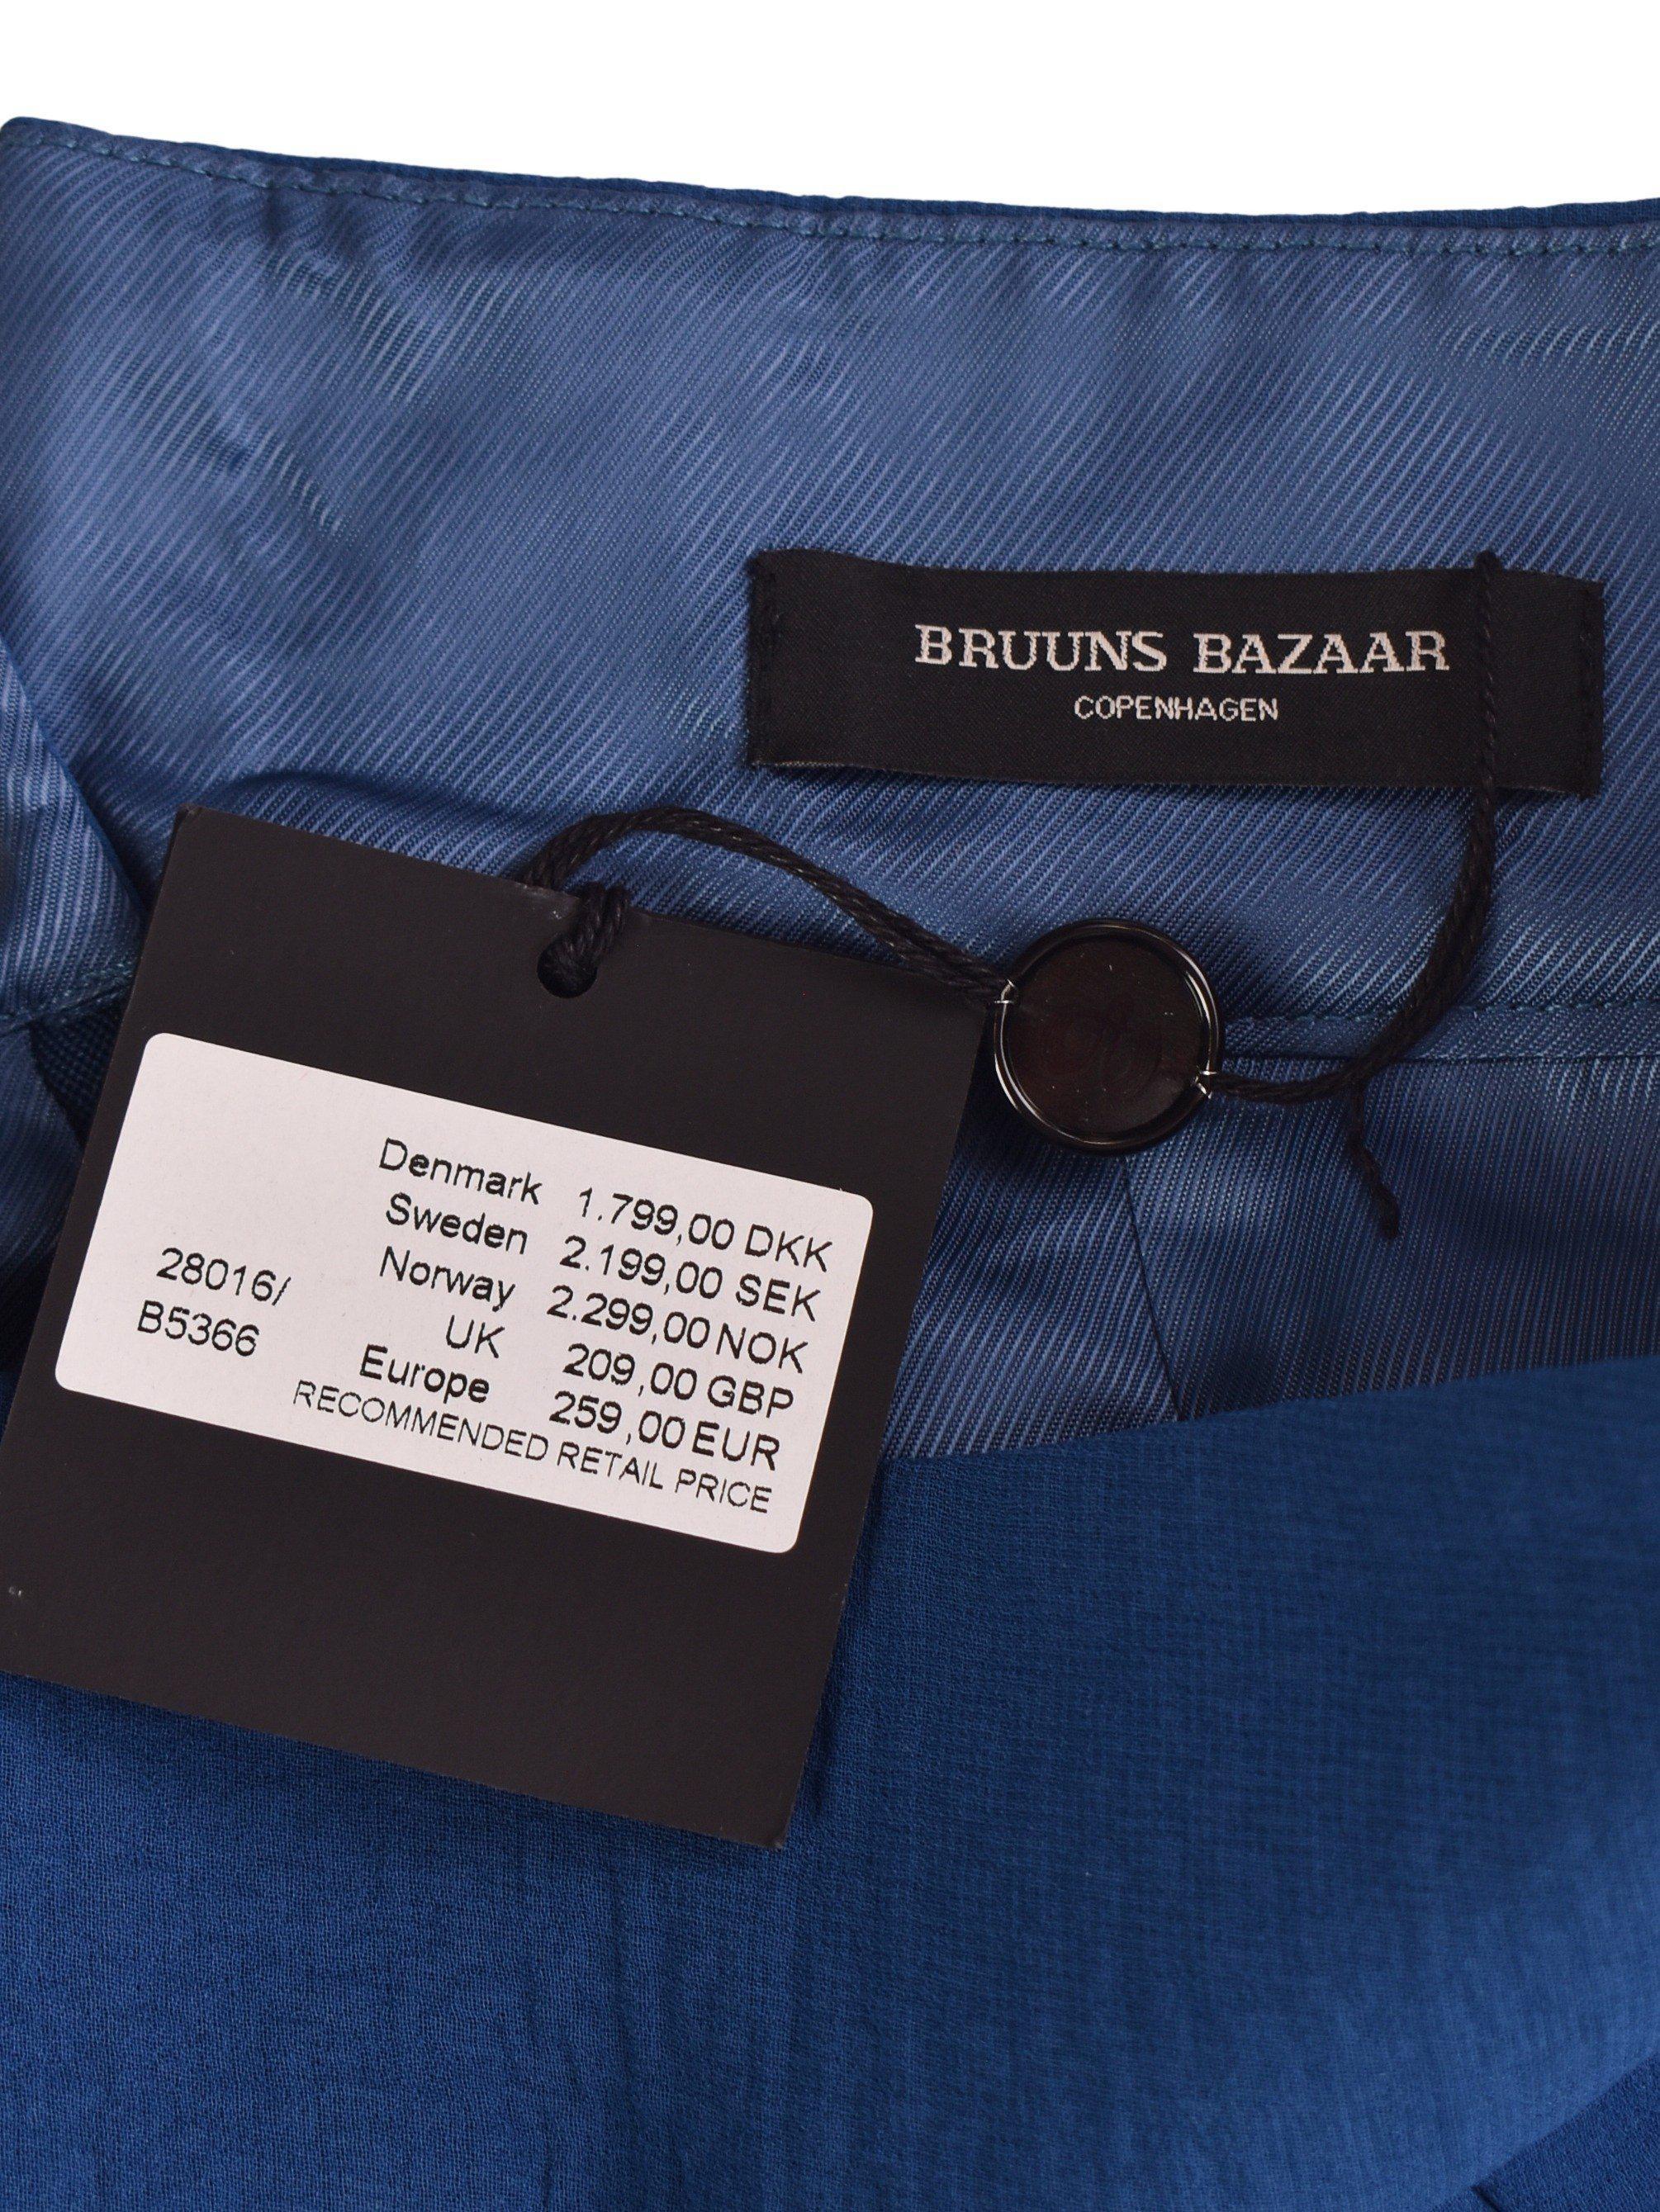 BRUUNS BAZAAR
COPENHAGEN
28016/
B5366
Denmark 1.799,00 DKK
Sweden 2.199,00 SEK
Norway 2.299,00 NOK
UK 209,00 GBP
Europe 259,00 EUR
RECOMMENDED RETAIL PRICE